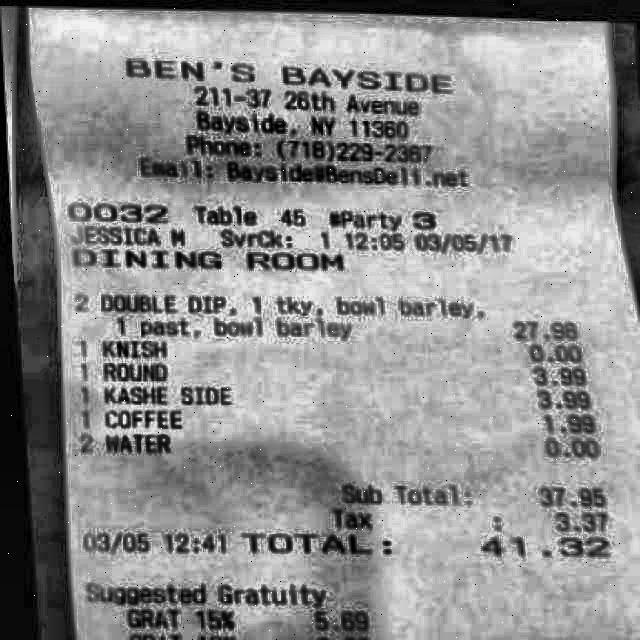 BEN'S BAYSIDE
211-37 26th Avenue
Bayside, NY 11360
Phone: (718)229-2367
Email: Bayside@BensDeli.net
0032 Table 45 #Party 3
JESSICA M SvrCk: 1 12:05 03/05/17
DINING ROOM
2 DOUBLE DIP, 1 tky, bowl barley,
1 past, bowl barley 27.98
1 KNISH 0.00
1 ROUND 3.99
1 KASHE SIDE 3.99
1 COFFEE 1.99
2 WATER 0.00
Sub Total: 37.95
Tax : 3.37
03/05 12:41 TOTAL: 41.32
Suggested Gratuity
GRAT 15% 5.69